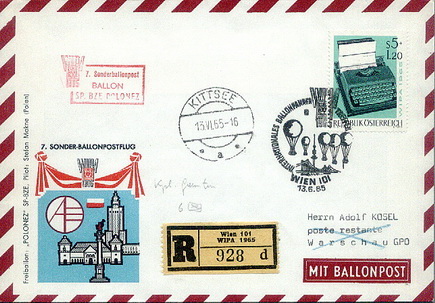 7. Sonderballonpost
BALLON
SP. BZE POLONEZ
KITTSEE
13.VI.65-16
a
S5+
1.20
REPUBLIK ÖSTERREICH
INTERNATIONALES BALLONFAHREN
WIEN 101
13.6.65
Freiballon: „POLONEZ" SP-BZE. Pilot: Stefan Makne (Polen)
7. SONDER-BALLONPOSTFLUG
Herrn Adolf KOSEL
poste restante
Warschau GPO
R
Wien 101
WIPA 1965
928 d
MIT BALLONPOST